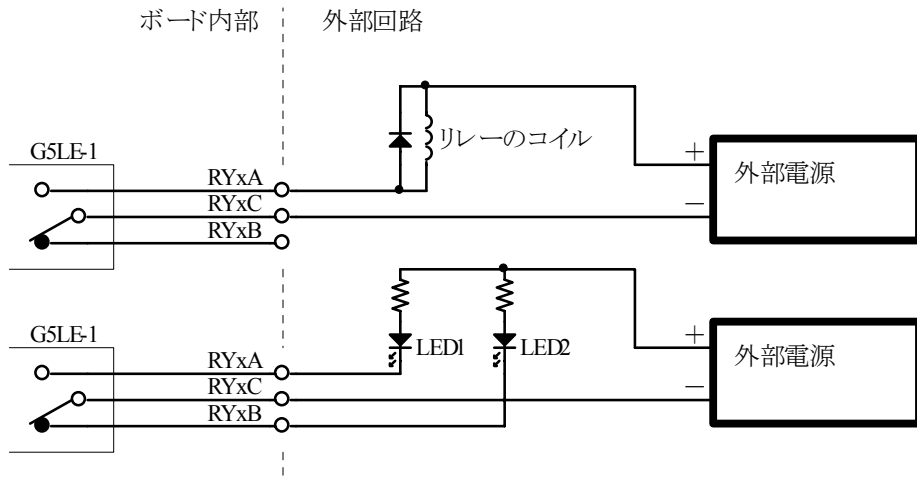 ボード内部 外部回路
リレーのコイル
G5LE-1
RYxA
RYxC
RYxB
+
外部電源
−
G5LE-1
RYxA
RYxC
RYxB
LED1
LED2
+
外部電源
−